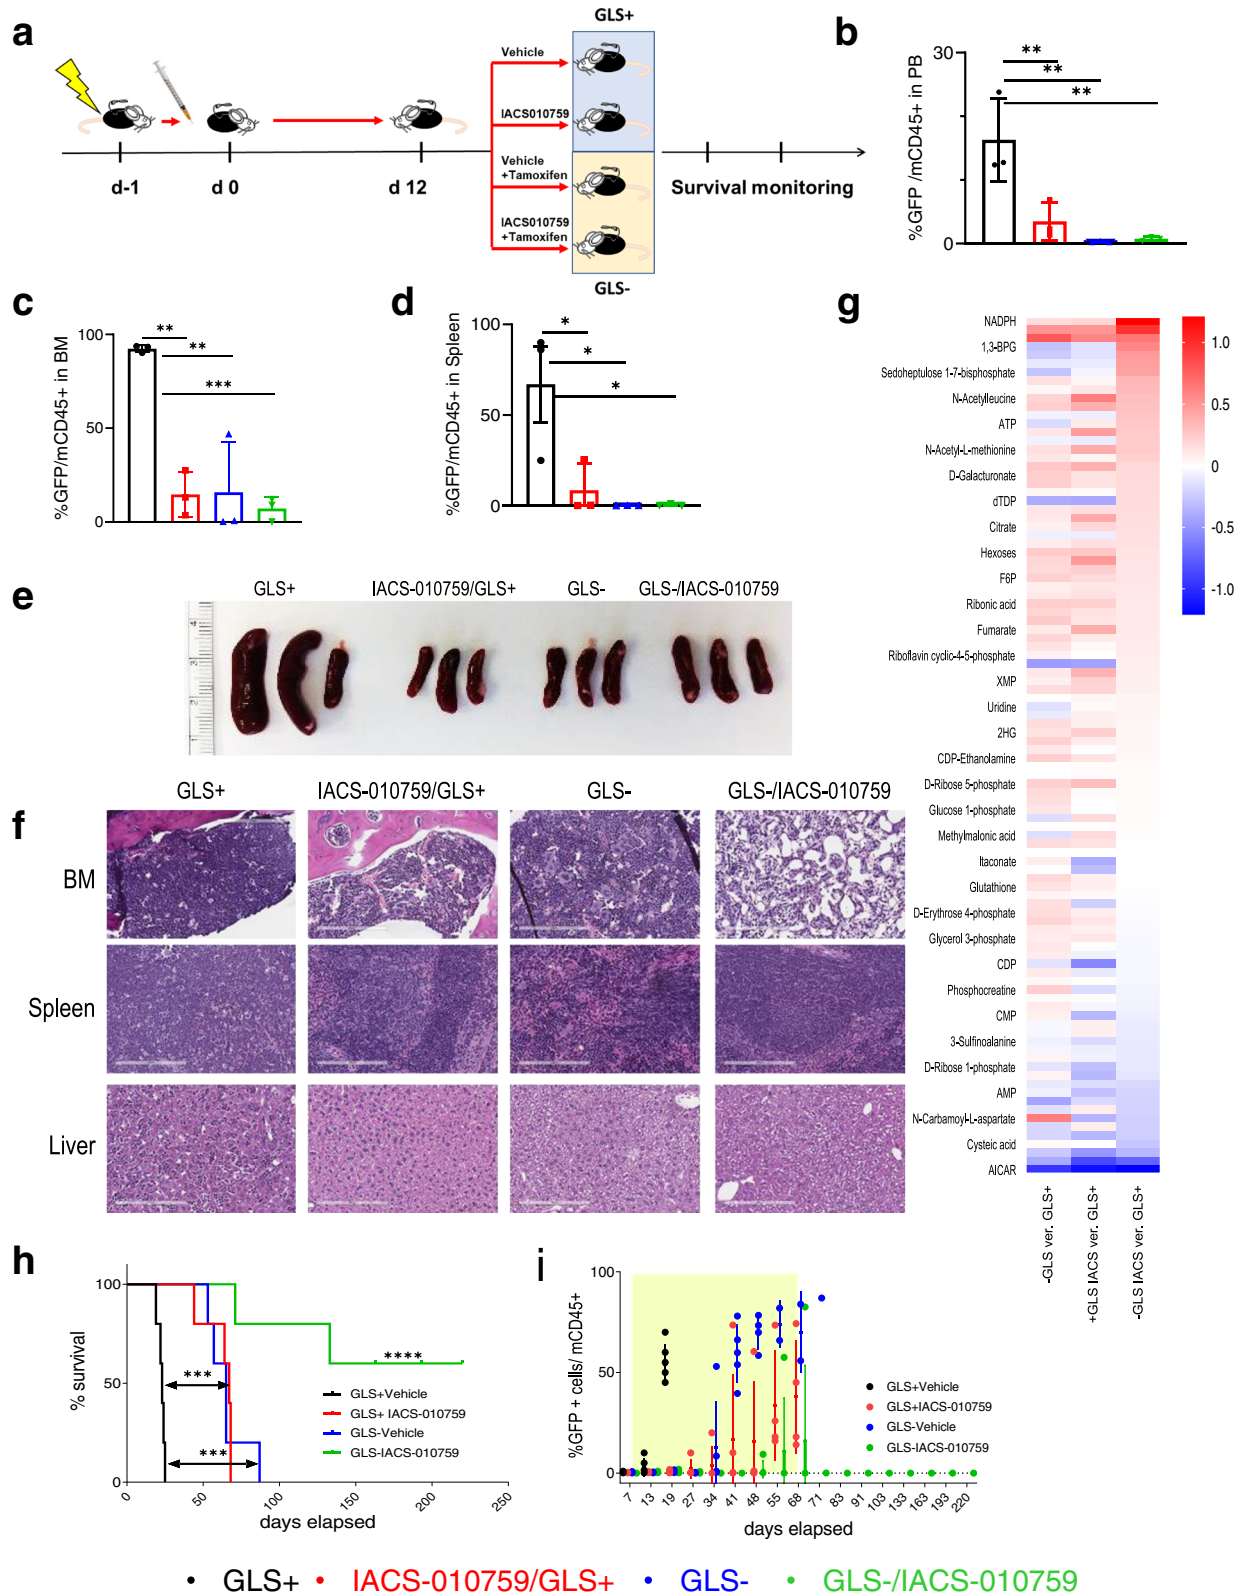 a
GLS+
Vehicle
IACS010759
Vehicle
+Tamoxifen
IACS010759
+Tamoxifen
d-1
d 0
d 12
Survival monitoring
GLS-
b
%GFP /mCD45+ in PB
30
0
**
**
**
c
%GFP/mCD45+ in BM
100
50
0
**
**
***
d
%GFP/mCD45+ in Spleen
100
50
0
*
*
*
e
GLS+
IACS-010759/GLS+
GLS-
GLS-/IACS-010759
f
GLS+
IACS-010759/GLS+
GLS-
GLS-/IACS-010759
BM
Spleen
Liver
g
NADPH
1,3-BPG
Sedoheptulose 1-7-bisphosphate
N-Acetylleucine
ATP
N-Acetyl-L-methionine
D-Galacturonate
dTDP
Citrate
Hexoses
F6P
Ribonic acid
Fumarate
Riboflavin cyclic-4-5-phosphate
XMP
Uridine
2HG
CDP-Ethanolamine
D-Ribose 5-phosphate
Glucose 1-phosphate
Methylmalonic acid
Itaconate
Glutathione
D-Erythrose 4-phosphate
Glycerol 3-phosphate
CDP
Phosphocreatine
CMP
3-Sulfinoalanine
D-Ribose 1-phosphate
AMP
N-Carbamoyl-L-aspartate
Cysteic acid
AICAR
-GLS ver. GLS+
+GLS IACS ver. GLS+
-GLS IACS ver. GLS+
1.0
0.5
0
-0.5
-1.0
h
% survival
100
50
0
0
50
100
150
200
250
days elapsed
***
***
****
GLS+Vehicle
GLS+ IACS-010759
GLS-Vehicle
GLS-IACS-010759
i
%GFP + cells/ mCD45+
100
50
0
7
13
19
27
34
41
48
55
68
71
83
91
103
133
163
193
220
days elapsed
GLS+Vehicle
GLS+IACS-010759
GLS-Vehicle
GLS-IACS-010759
GLS+
IACS-010759/GLS+
GLS-
GLS-/IACS-010759